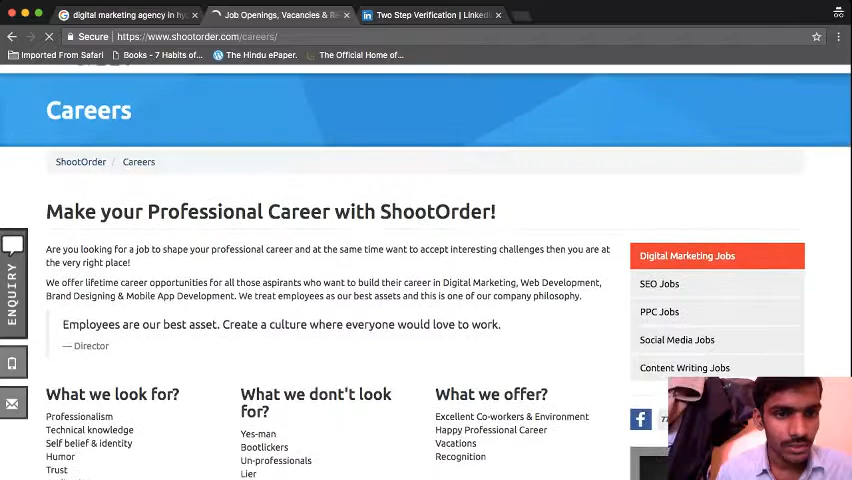 digital marketing agency in hy
Job Openings, Vacancies & R
Two Step Verification | Linked
Secure
https://www.shootorder.com/careers/
Imported From Safari
Books - 7 Habits of...
The Hindu ePaper.
The Official Home of...
Careers
ShootOrder / Careers
Make your Professional Career with ShootOrder!
Are you looking for a job to shape your professional career and at the same time want to accept interesting challenges then you are at
the very right place!
We offer lifetime career opportunities for all those aspirants who want to build their career in Digital Marketing, Web Development,
Brand Designing & Mobile App Development. We treat employees as our best assets and this is one of our company philosophy.
Employees are our best asset. Create a culture where everyone would love to work.
— Director
What we look for?
Professionalism
Technical knowledge
Self belief & identity
Humor
Trust
What we dont't look
for?
Yes-man
Bootlickers
Un-professionals
Lier
What we offer?
Excellent Co-workers & Environment
Happy Professional Career
Vacations
Recognition
Digital Marketing Jobs
SEO Jobs
PPC Jobs
Social Media Jobs
Content Writing Jobs
ENQUIRY